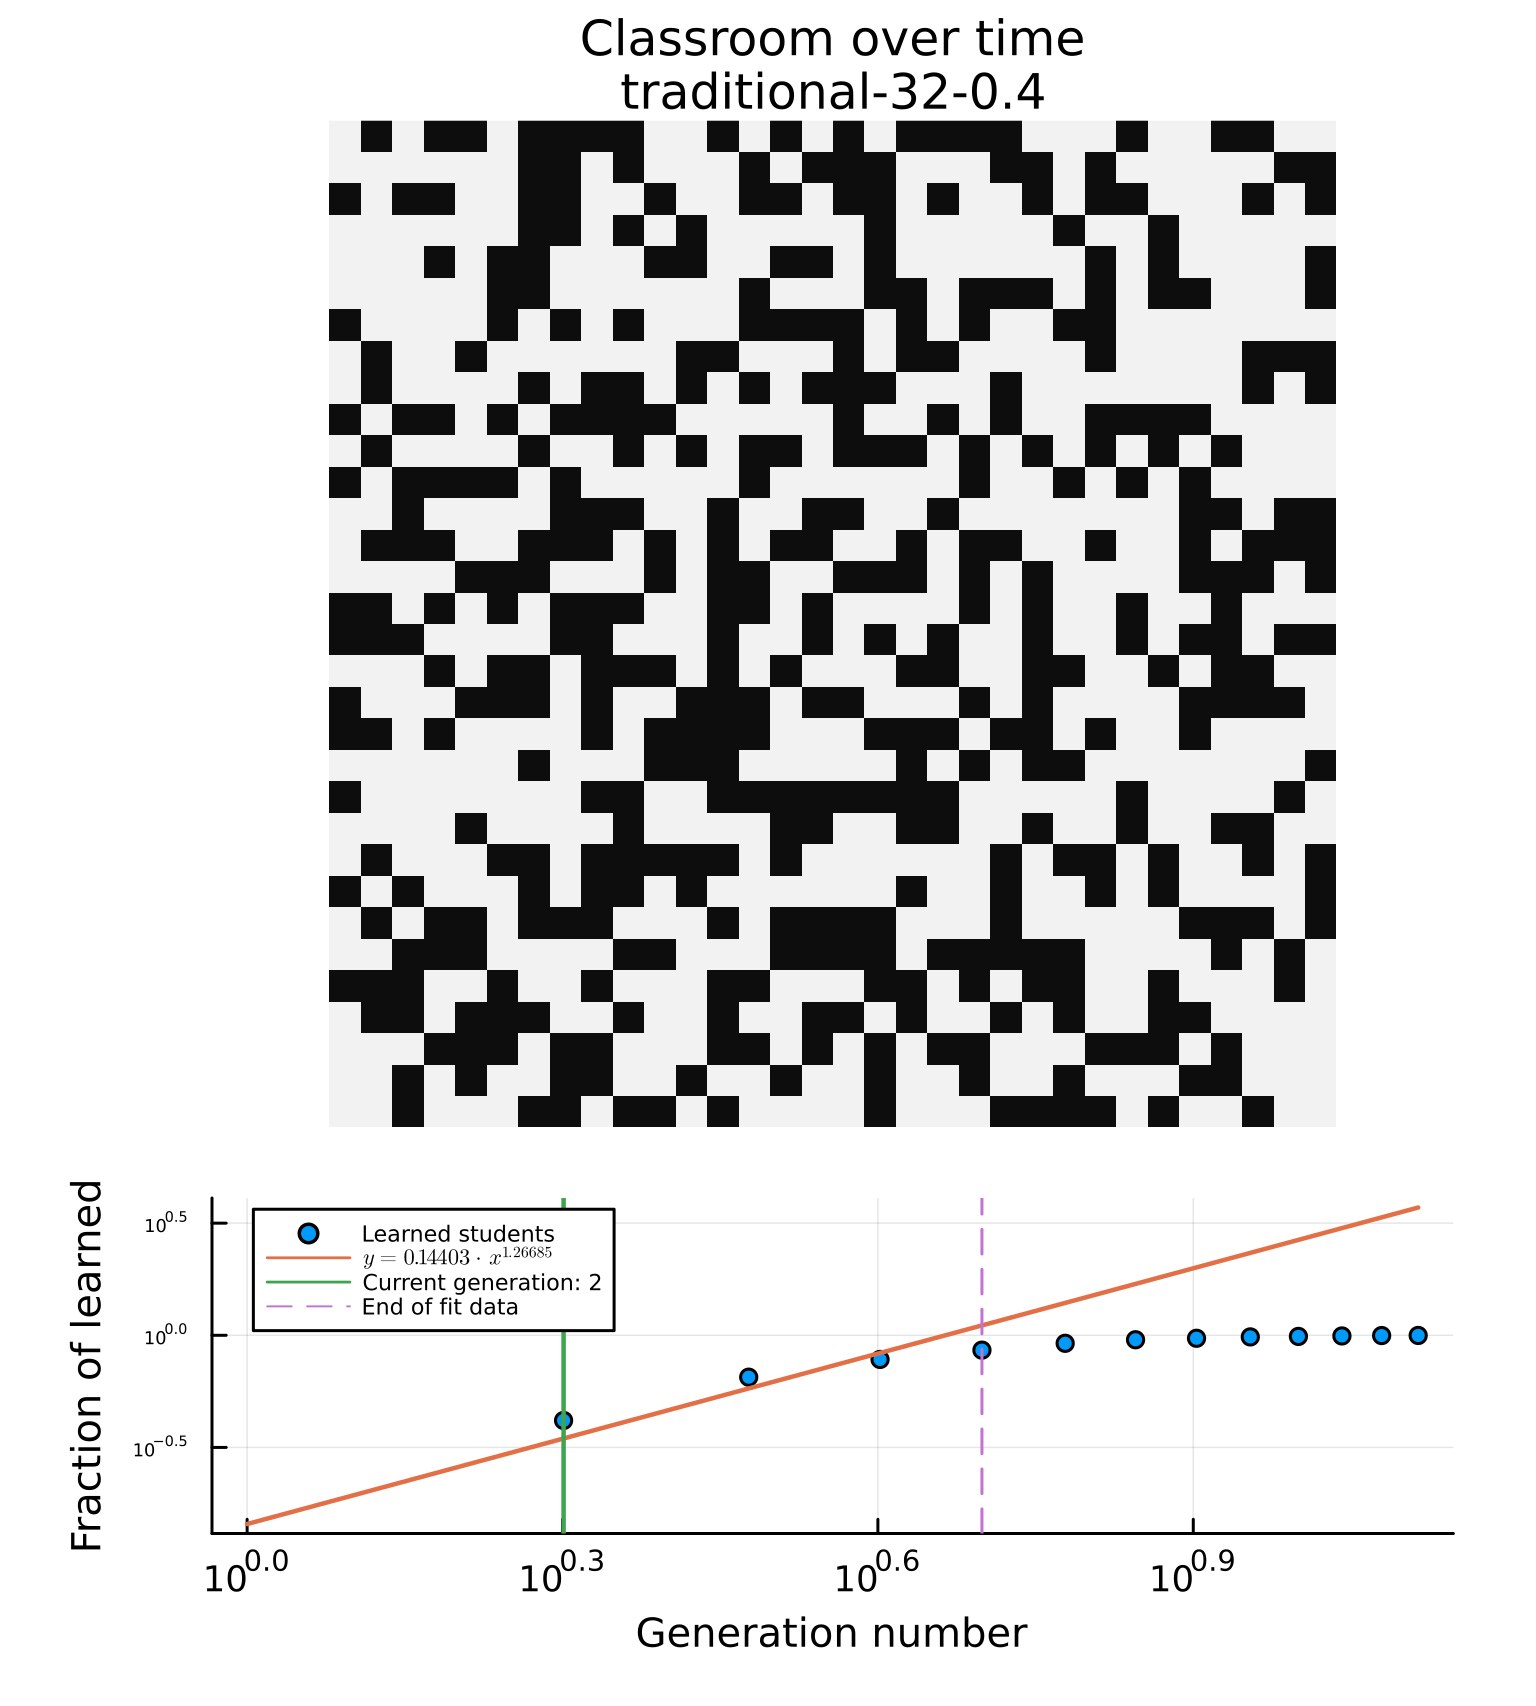 Classroom over time
traditional-32-0.4
Fraction of learned
10^0.5
10^0.0
10^−0.5
Learned students
y = 0.14403 · x^1.26685
Current generation: 2
End of fit data
10^0.0 10^0.3 10^0.6 10^0.9
Generation number